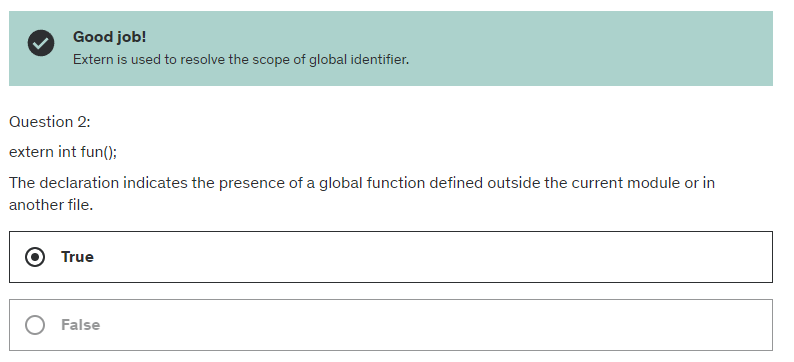 Good job!
Extern is used to resolve the scope of global identifier.
Question 2:
extern int fun();
The declaration indicates the presence of a global function defined outside the current module or in
another file.
True
False